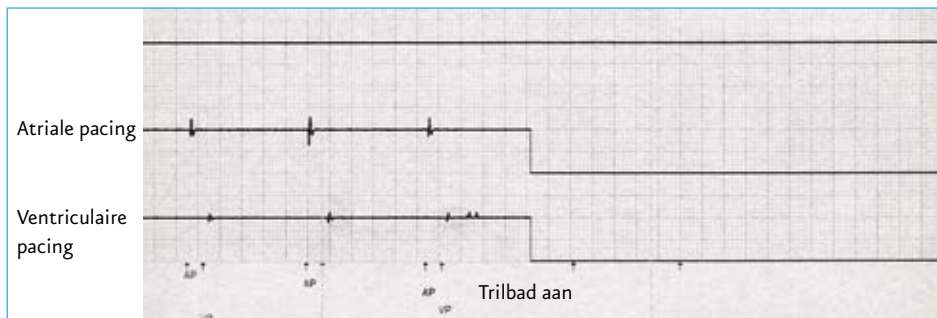 Atriale pacing
Ventriculaire
pacing
AP
AP
AP
VP
Trilbad aan